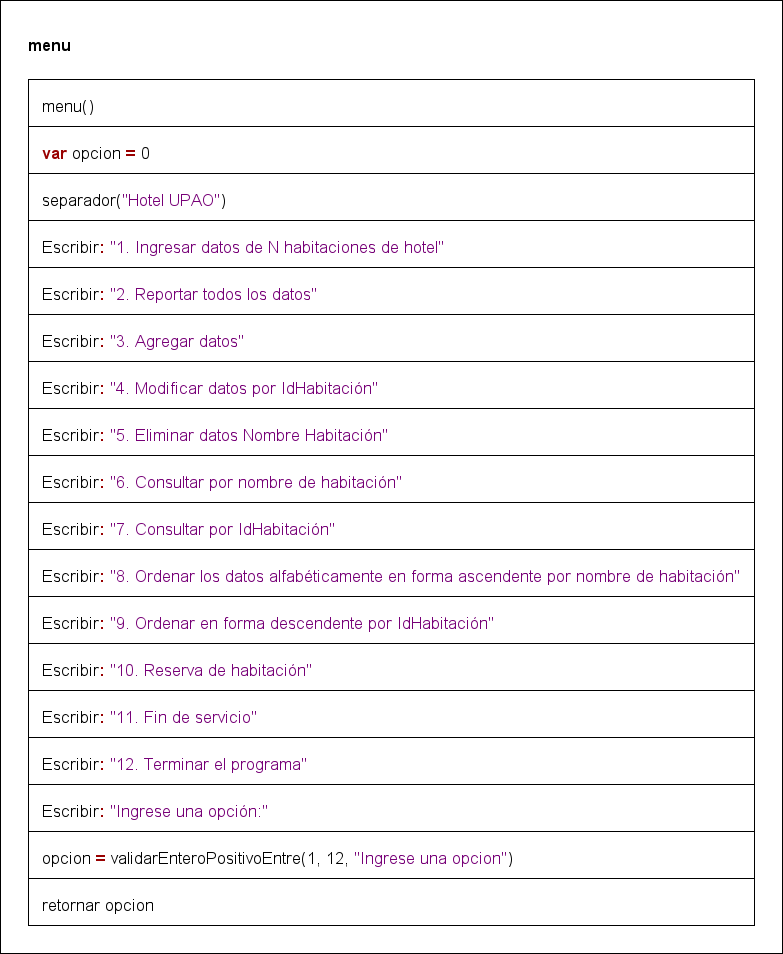 menu
menu()
var opcion = 0
separador("Hotel UPAO")
Escribir: "1. Ingresar datos de N habitaciones de hotel"
Escribir: "2. Reportar todos los datos"
Escribir: "3. Agregar datos"
Escribir: "4. Modificar datos por IdHabitación"
Escribir: "5. Eliminar datos Nombre Habitación"
Escribir: "6. Consultar por nombre de habitación"
Escribir: "7. Consultar por IdHabitación"
Escribir: "8. Ordenar los datos alfabéticamente en forma ascendente por nombre de habitación"
Escribir: "9. Ordenar en forma descendente por IdHabitación"
Escribir: "10. Reserva de habitación"
Escribir: "11. Fin de servicio"
Escribir: "12. Terminar el programa"
Escribir: "Ingrese una opción:"
opcion = validarEnteroPositivoEntre(1, 12, "Ingrese una opcion")
retornar opcion